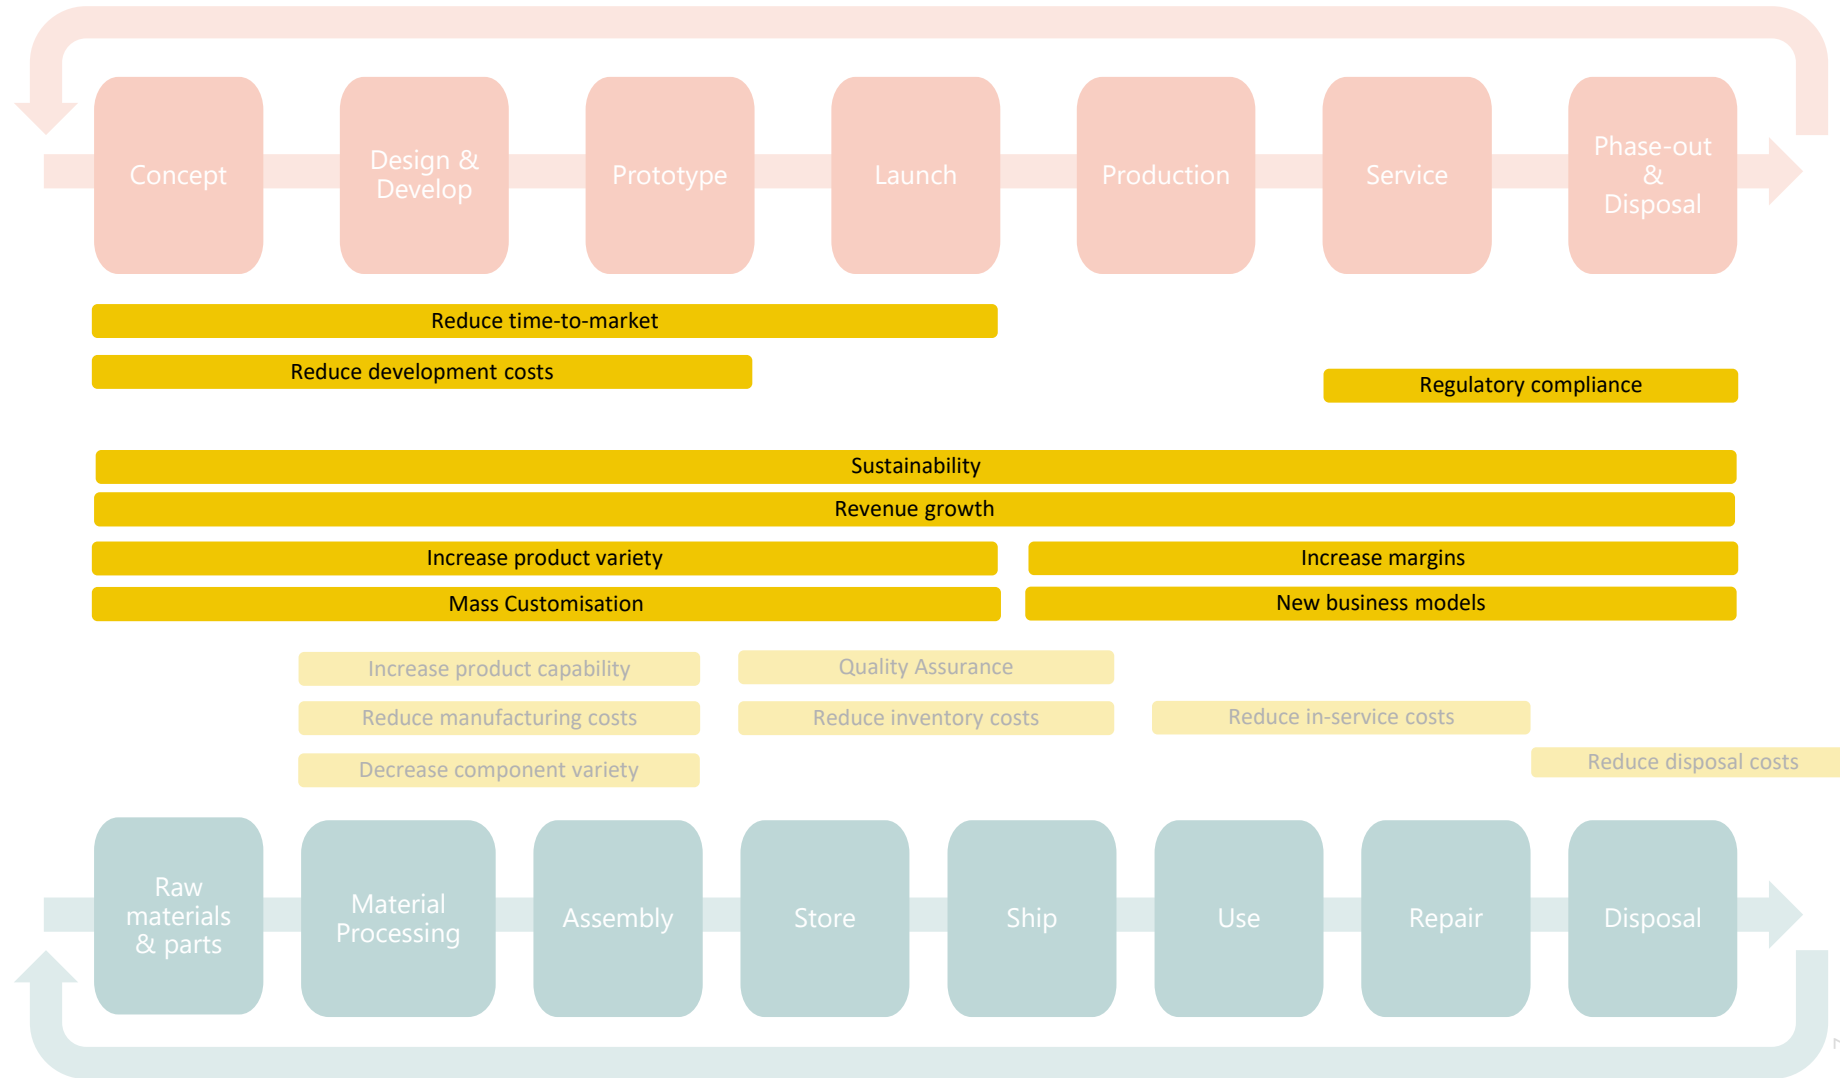 Concept
Design &
Develop
Prototype
Launch
Production
Service
Phase-out
&
Disposal
Reduce time-to-market
Reduce development costs
Regulatory compliance
Sustainability
Revenue growth
Increase product variety
Increase margins
Mass Customisation
New business models
Increase product capability
Quality Assurance
Reduce manufacturing costs
Reduce inventory costs
Reduce in-service costs
Decrease component variety
Reduce disposal costs
Raw
materials
& parts
Material
Processing
Assembly
Store
Ship
Use
Repair
Disposal